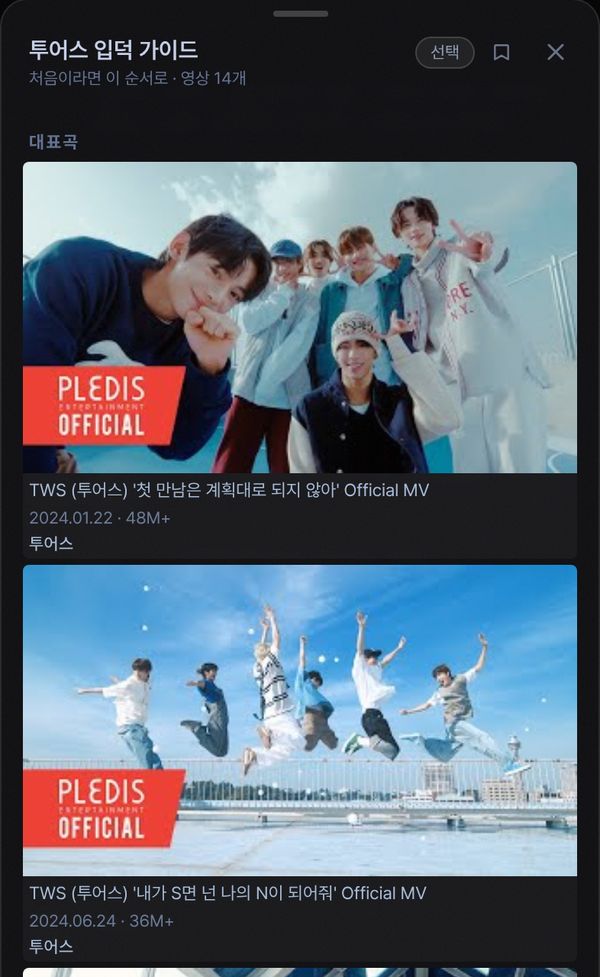 투어스 입덕 가이드
선택
처음이라면 이 순서로 · 영상 14개
대표곡
RE
N.Y.
PLEDIS
ENTERTAINMENT
OFFICIAL
TWS (투어스) '첫 만남은 계획대로 되지 않아' Official MV
2024.01.22 · 48M+
투어스
PLEDIS
ENTERTAINMENT
OFFICIAL
TWS (투어스) '내가 S면 넌 나의 N이 되어줘' Official MV
2024.06.24 · 36M+
투어스